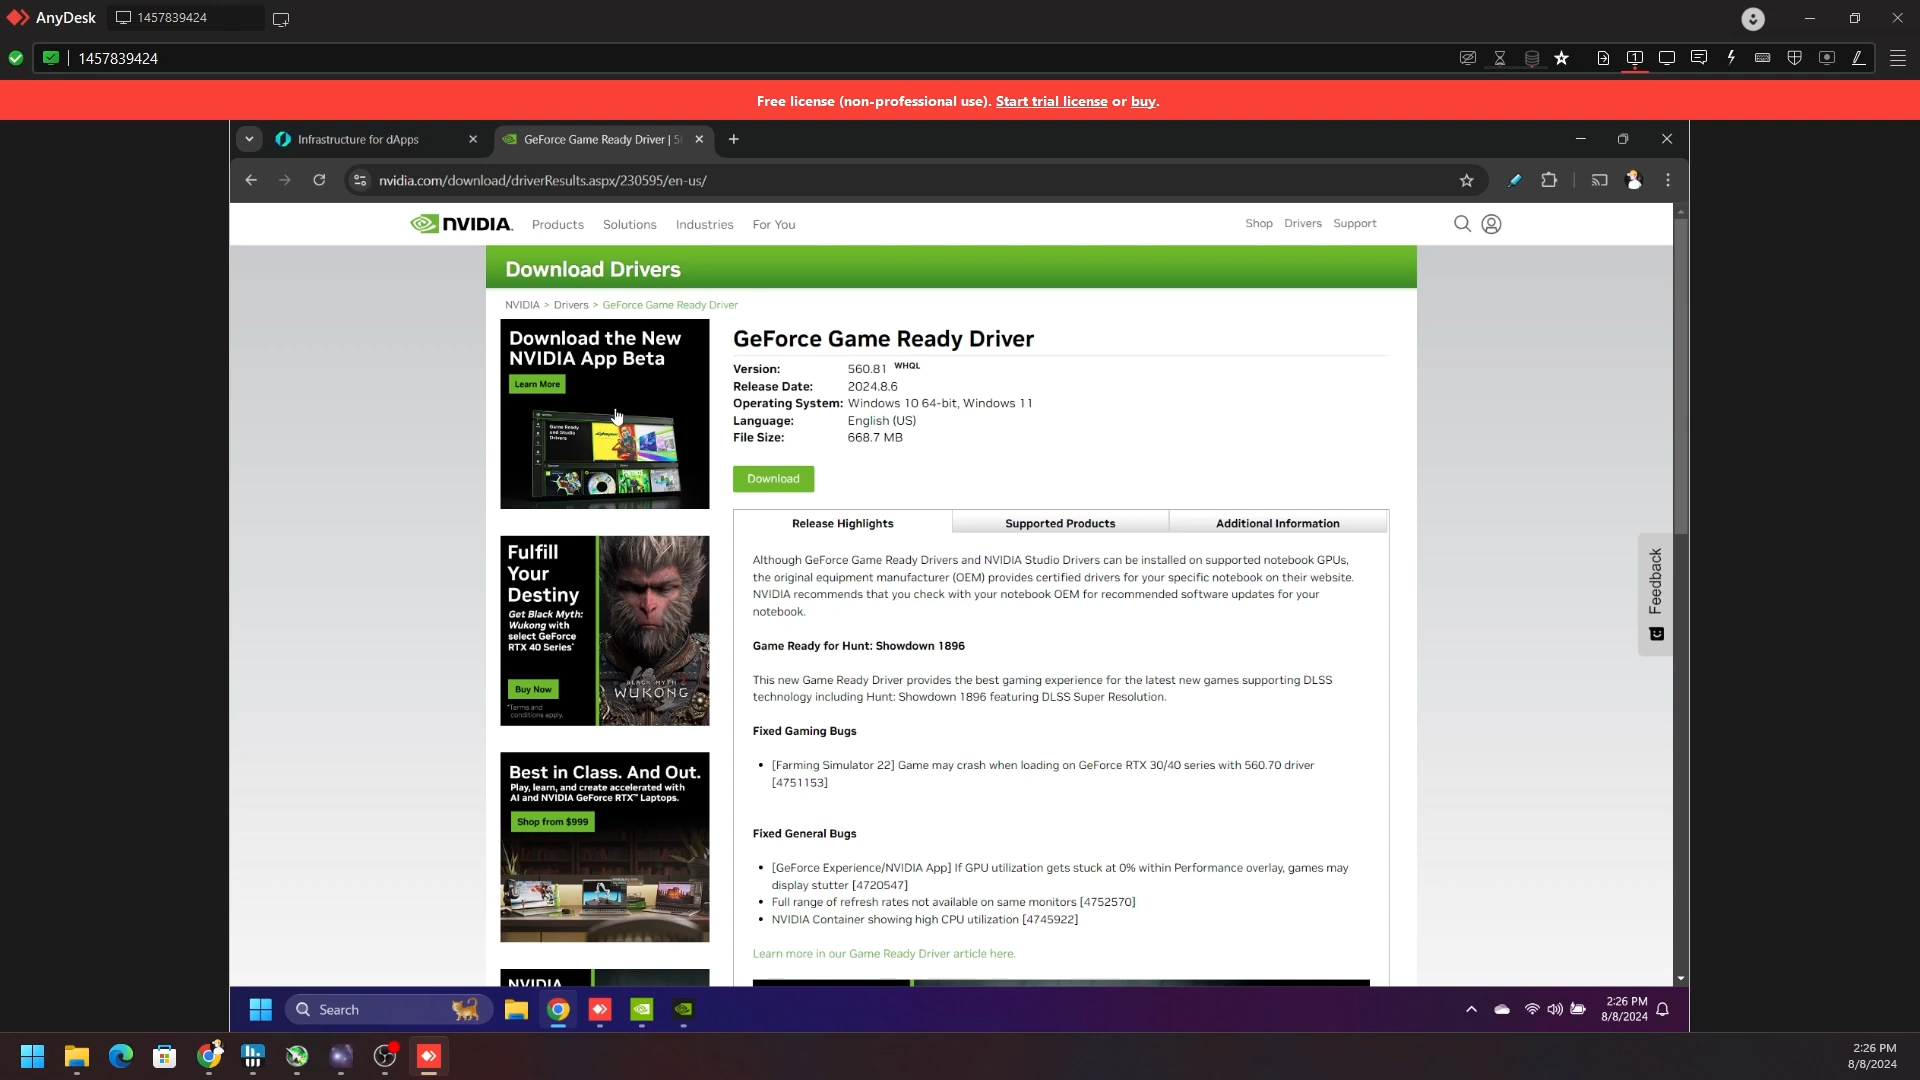 AnyDesk
1457839424
1457839424
Free license (non-professional use). Start trial license or buy.
Infrastructure for dApps
GeForce Game Ready Driver | 5
nvidia.com/download/driverResults.aspx/230595/en-us/
NVIDIA.
Products
Solutions
Industries
For You
Shop
Drivers
Support
Download Drivers
NVIDIA > Drivers > GeForce Game Ready Driver
Download the New
NVIDIA App Beta
Learn More
GeForce Game Ready Driver
Version: 560.81 WHQL
Release Date: 2024.8.6
Operating System: Windows 10 64-bit, Windows 11
Language: English (US)
File Size: 668.7 MB
Download
Release Highlights
Supported Products
Additional Information
Fulfill
Your
Destiny
Get Black Myth:
Wukong with
select GeForce
RTX 40 Series*
Buy Now
*Terms and
conditions apply.
BLACK MYTH
WUKONG
Although GeForce Game Ready Drivers and NVIDIA Studio Drivers can be installed on supported notebook GPUs,
the original equipment manufacturer (OEM) provides certified drivers for your specific notebook on their website.
NVIDIA recommends that you check with your notebook OEM for recommended software updates for your
notebook.
Game Ready for Hunt: Showdown 1896
This new Game Ready Driver provides the best gaming experience for the latest new games supporting DLSS
technology including Hunt: Showdown 1896 featuring DLSS Super Resolution.
Fixed Gaming Bugs
• [Farming Simulator 22] Game may crash when loading on GeForce RTX 30/40 series with 560.70 driver
[4751153]
Fixed General Bugs
• [GeForce Experience/NVIDIA App] If GPU utilization gets stuck at 0% within Performance overlay, games may
display stutter [4720547]
• Full range of refresh rates not available on same monitors [4752570]
• NVIDIA Container showing high CPU utilization [4745922]
Learn more in our Game Ready Driver article here.
Best in Class. And Out.
Play, learn, and create accelerated with
AI and NVIDIA GeForce RTX™ Laptops.
Shop from $999
NVIDIA
Feedback
Search
2:26 PM
8/8/2024
2:26 PM
8/8/2024